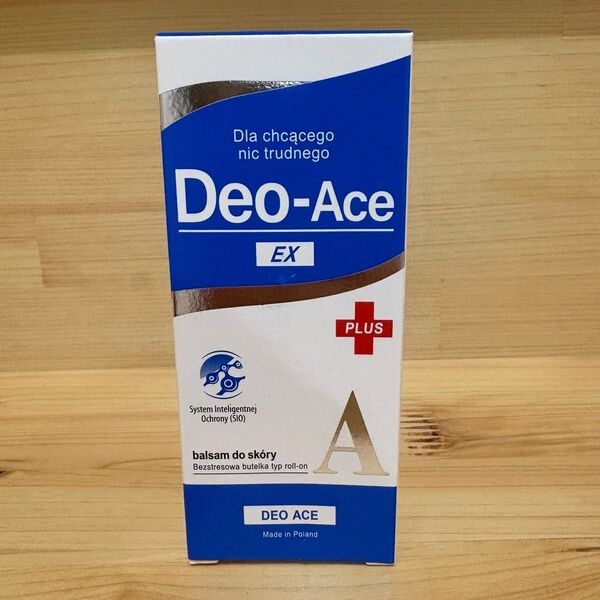 Dla chcącego
nic trudnego
Deo-Ace
EX
PLUS
System Inteligentnej
Ochrony (SIO)
A
balsam do skóry
Bezstresowa butelka typ roll-on
DEO ACE
Made in Poland